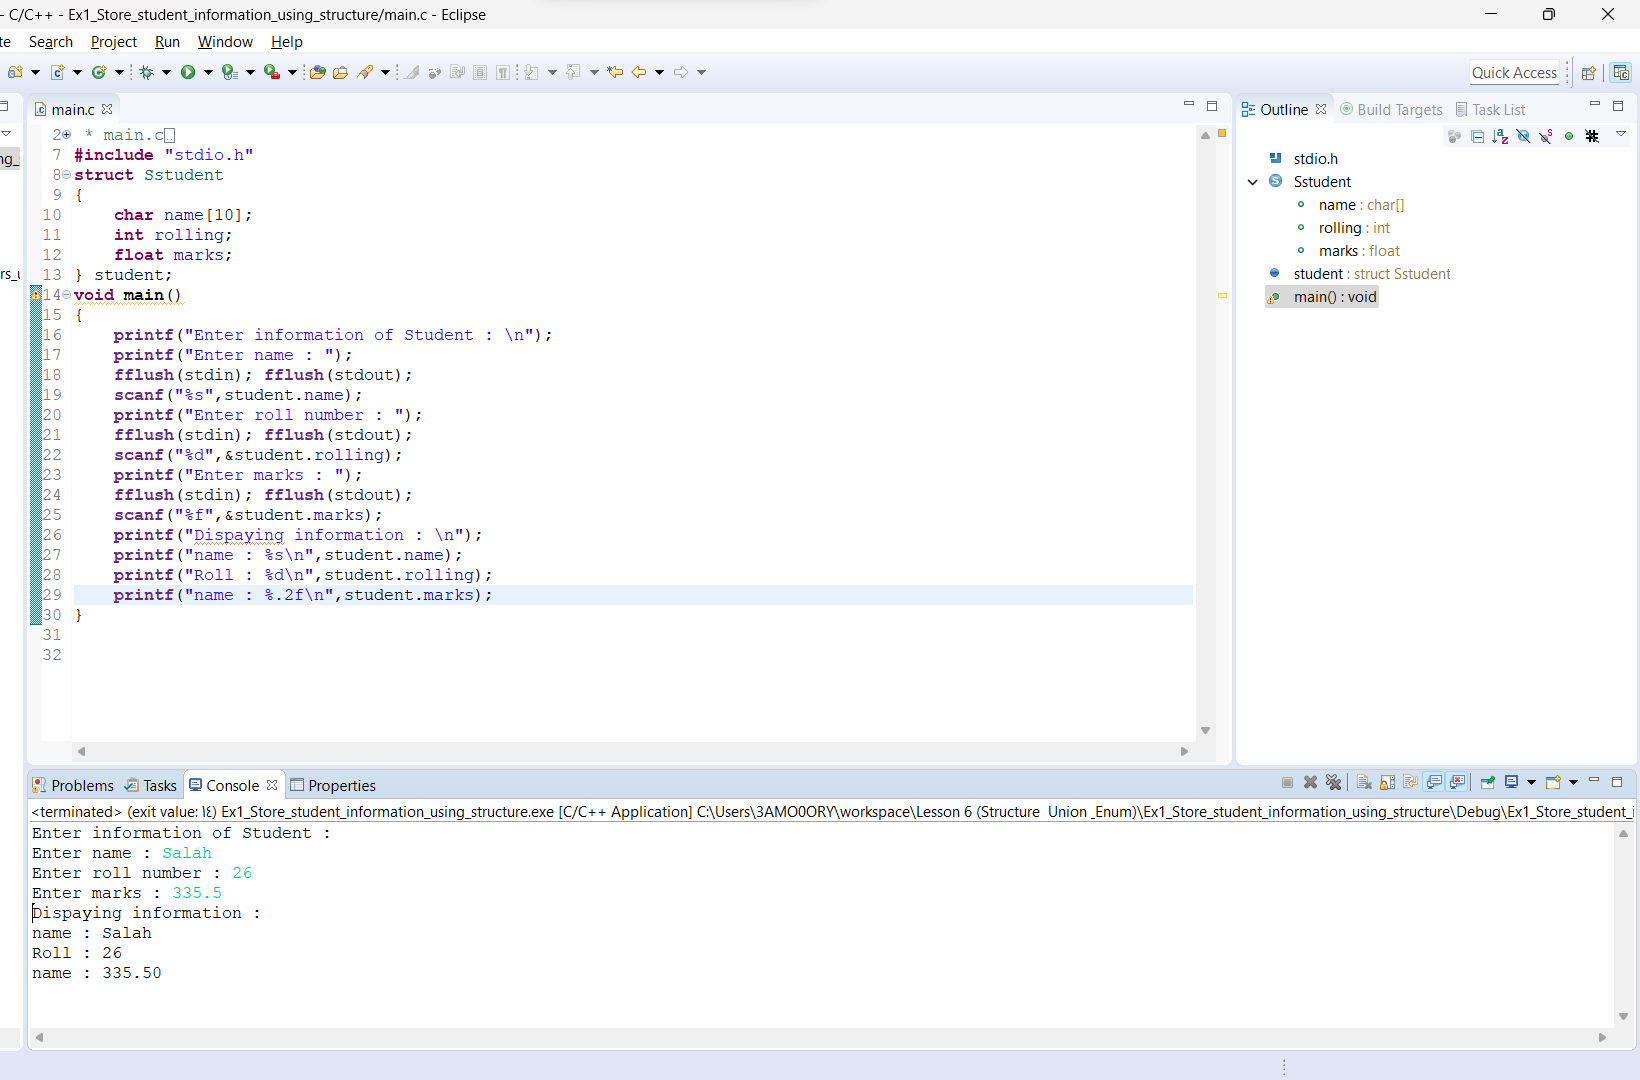 - C/C++ - Ex1_Store_student_information_using_structure/main.c - Eclipse
te Search Project Run Window Help
Quick Access
main.c
2 * main.c
7 #include "stdio.h"
8 struct Sstudent
9 {
10 char name[10];
11 int rolling;
12 float marks;
13 } student;
14 void main()
15 {
16 printf("Enter information of Student : \n");
17 printf("Enter name : ");
18 fflush(stdin); fflush(stdout);
19 scanf("%s",student.name);
20 printf("Enter roll number : ");
21 fflush(stdin); fflush(stdout);
22 scanf("%d",&student.rolling);
23 printf("Enter marks : ");
24 fflush(stdin); fflush(stdout);
25 scanf("%f",&student.marks);
26 printf("Dispaying information : \n");
27 printf("name : %s\n",student.name);
28 printf("Roll : %d\n",student.rolling);
29 printf("name : %.2f\n",student.marks);
30 }
31
32
ng_
rs_u
Outline Build Targets Task List
stdio.h
Sstudent
name : char[]
rolling : int
marks : float
student : struct Sstudent
main() : void
Problems Tasks Console Properties
<terminated> (exit value: ) Ex1_Store_student_information_using_structure.exe [C/C++ Application] C:\Users\3AMO0ORY\workspace\Lesson 6 (Structure Union _Enum)\Ex1_Store_student_information_using_structure\Debug\Ex1_Store_student_i
Enter information of Student :
Enter name : Salah
Enter roll number : 26
Enter marks : 335.5
Dispaying information :
name : Salah
Roll : 26
name : 335.50